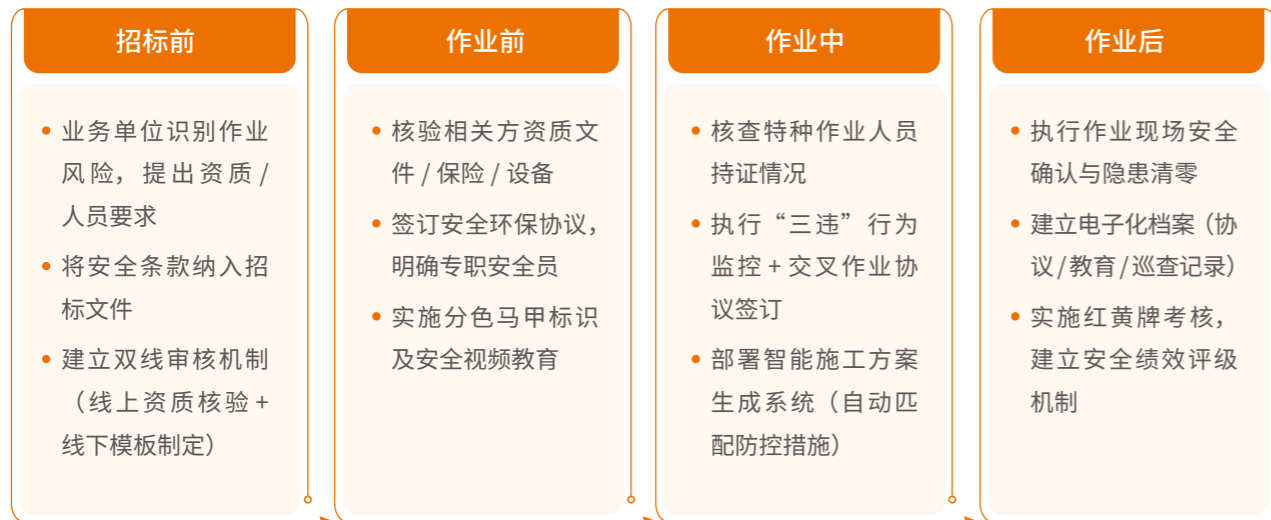 招标前
业务单位识别作业
风险，提出资质/
人员要求
将安全条款纳入招
标文件
建立双线审核机制
（线上资质核验+
线下模板制定）
作业前
核验相关方资质文
件/保险/设备
签订安全环保协议，
明确专职安全员
实施分色马甲标识
及安全视频教育
作业中
核查特种作业人员
持证情况
执行“三违”行为
监控+交叉作业协
议签订
部署智能施工方案
生成系统（自动匹
配防控措施）
作业后
执行作业现场安全
确认与隐患清零
建立电子化档案（协
议/教育/巡查记录）
实施红黄牌考核，
建立安全绩效评级
机制